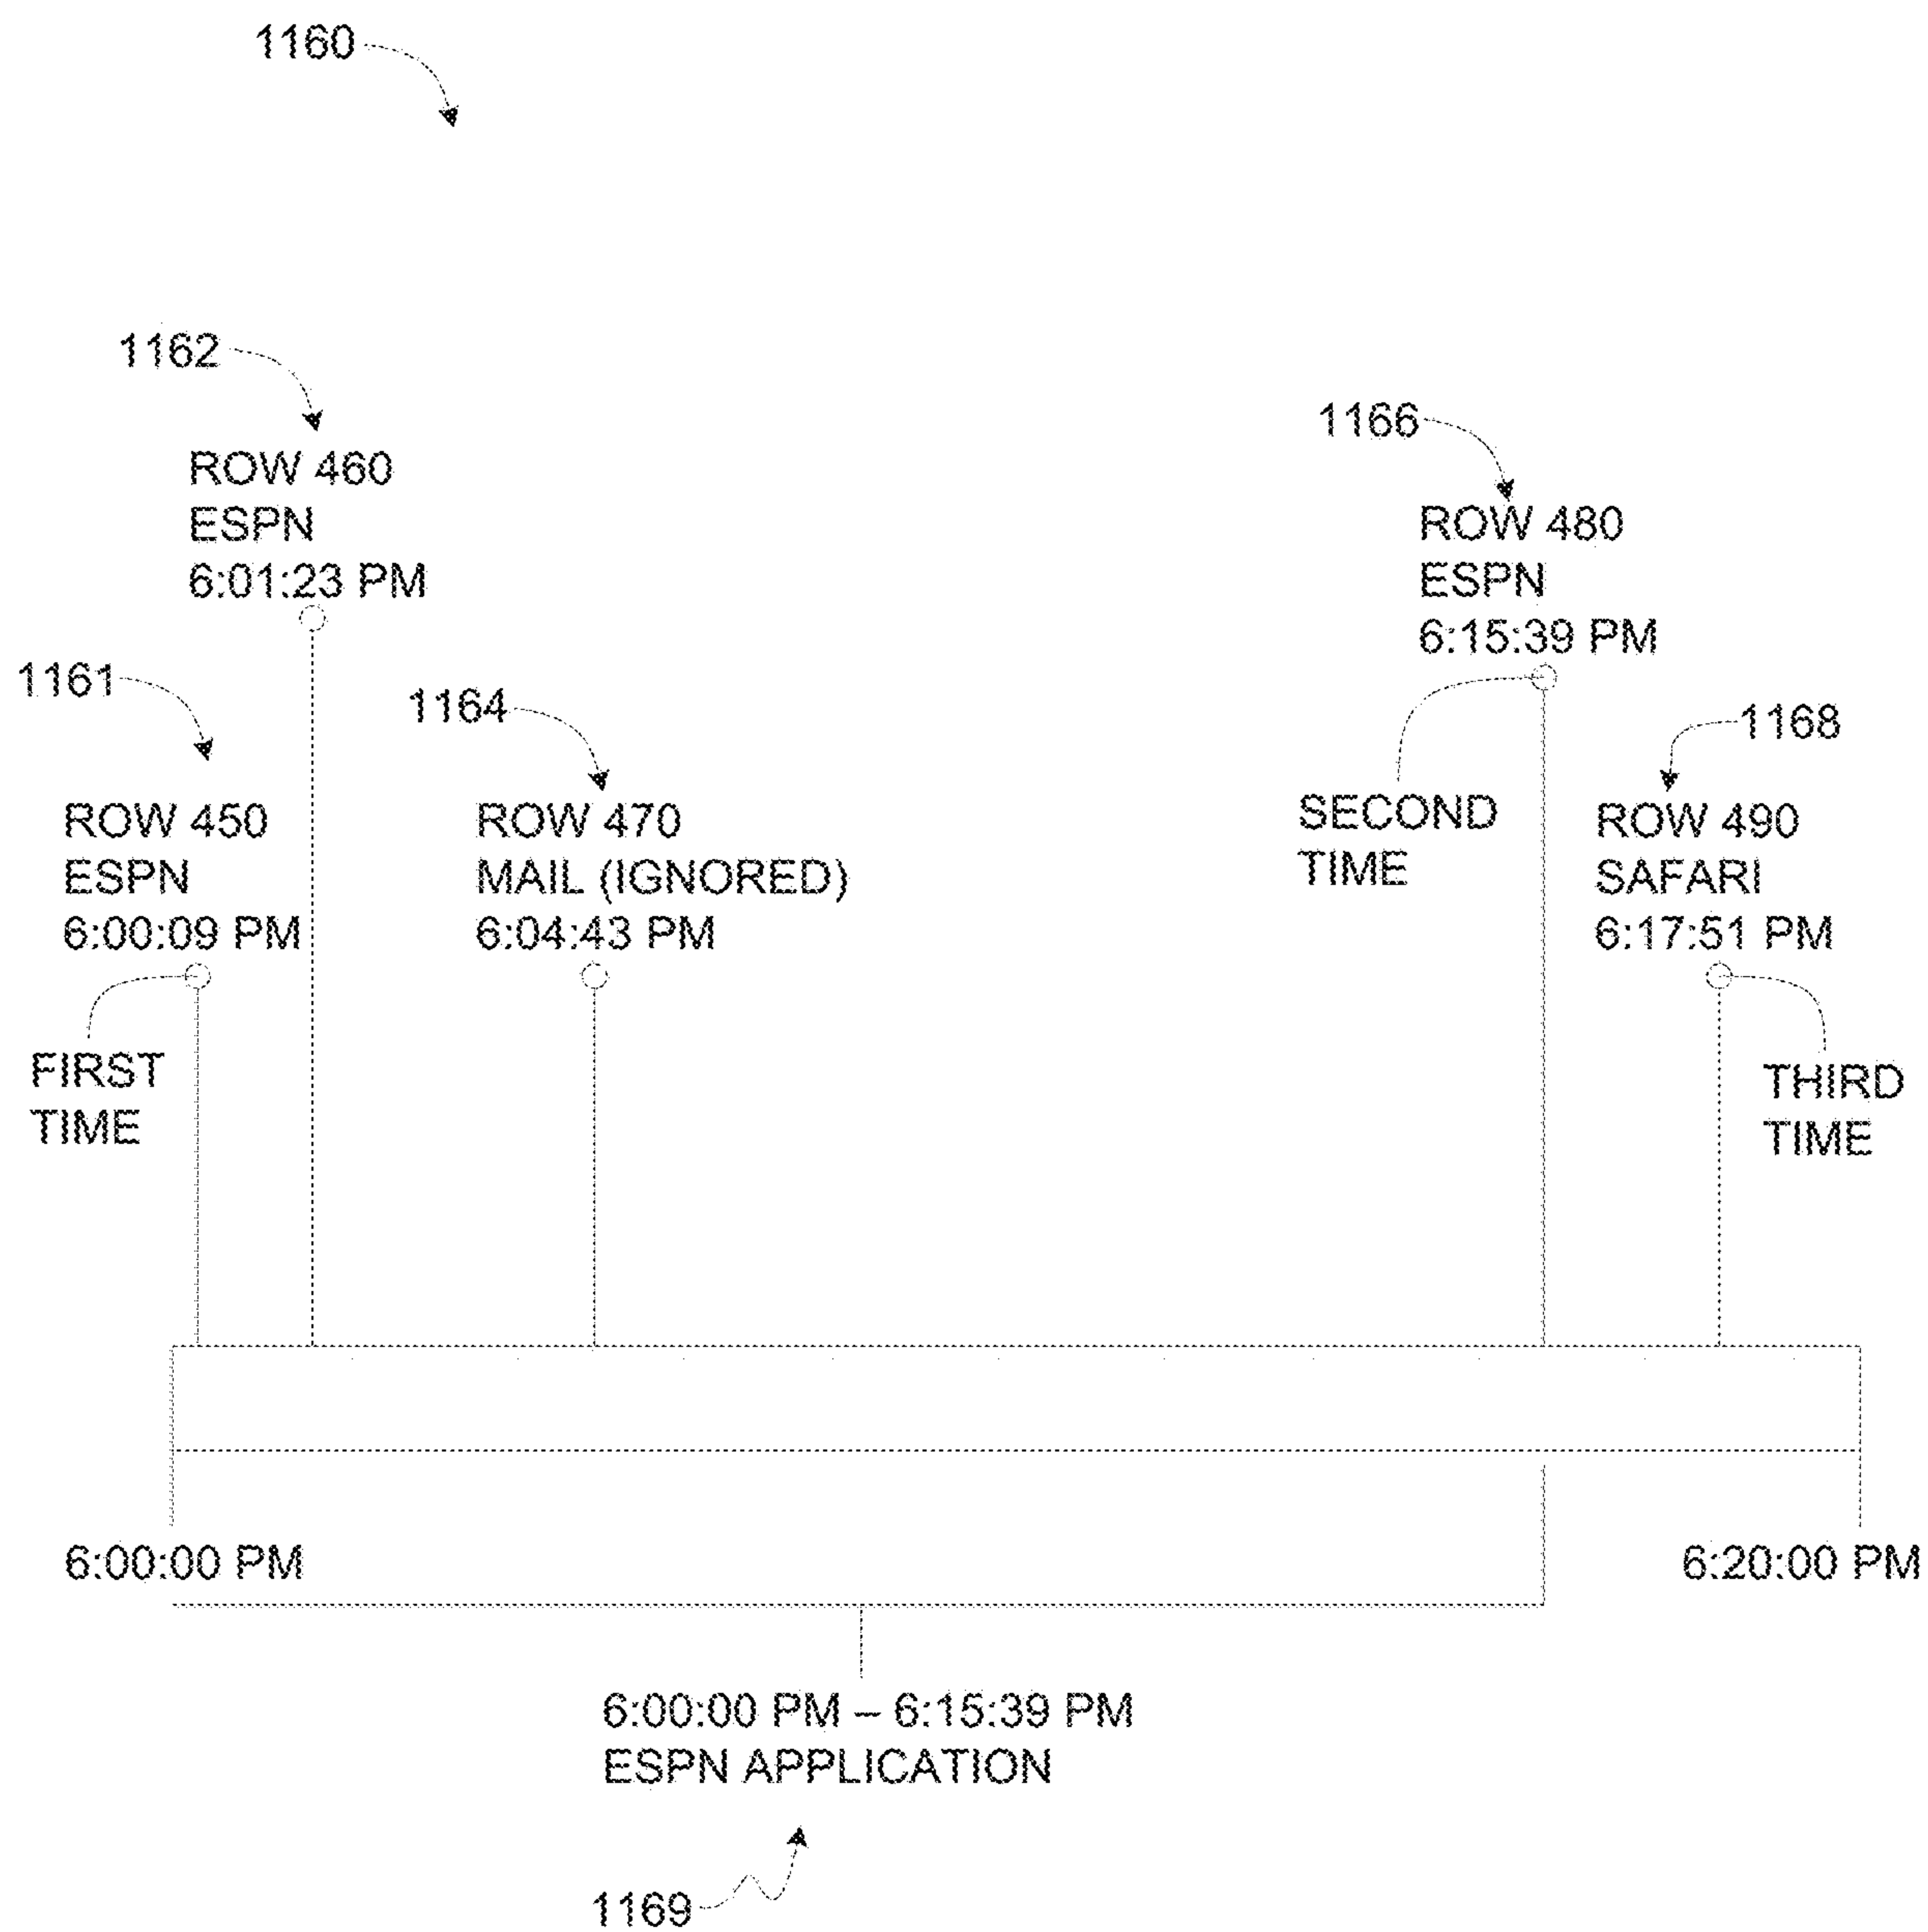 1160
1162
ROW 460
ESPN
6:01:23 PM
1166
ROW 480
ESPN
6:15:39 PM
1161
ROW 450
ESPN
6:00:09 PM
1164
ROW 470
MAIL (IGNORED)
6:04:43 PM
SECOND
TIME
1168
ROW 490
SAFARI
6:17:51 PM
FIRST
TIME
THIRD
TIME
6:00:00 PM
6:20:00 PM
6:00:00 PM – 6:15:39 PM
ESPN APPLICATION
1169